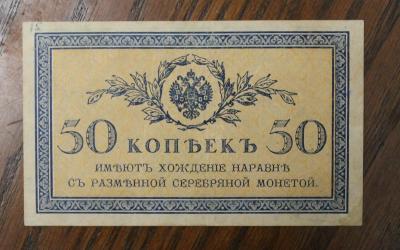 50 КОПѢЕКЪ 50
ИМѢЮТЪ ХОЖДЕНІЕ НАРАВНѢ
СЪ РАЗМѢННОЙ СЕРЕБРЯНОЙ МОНЕТОЙ.